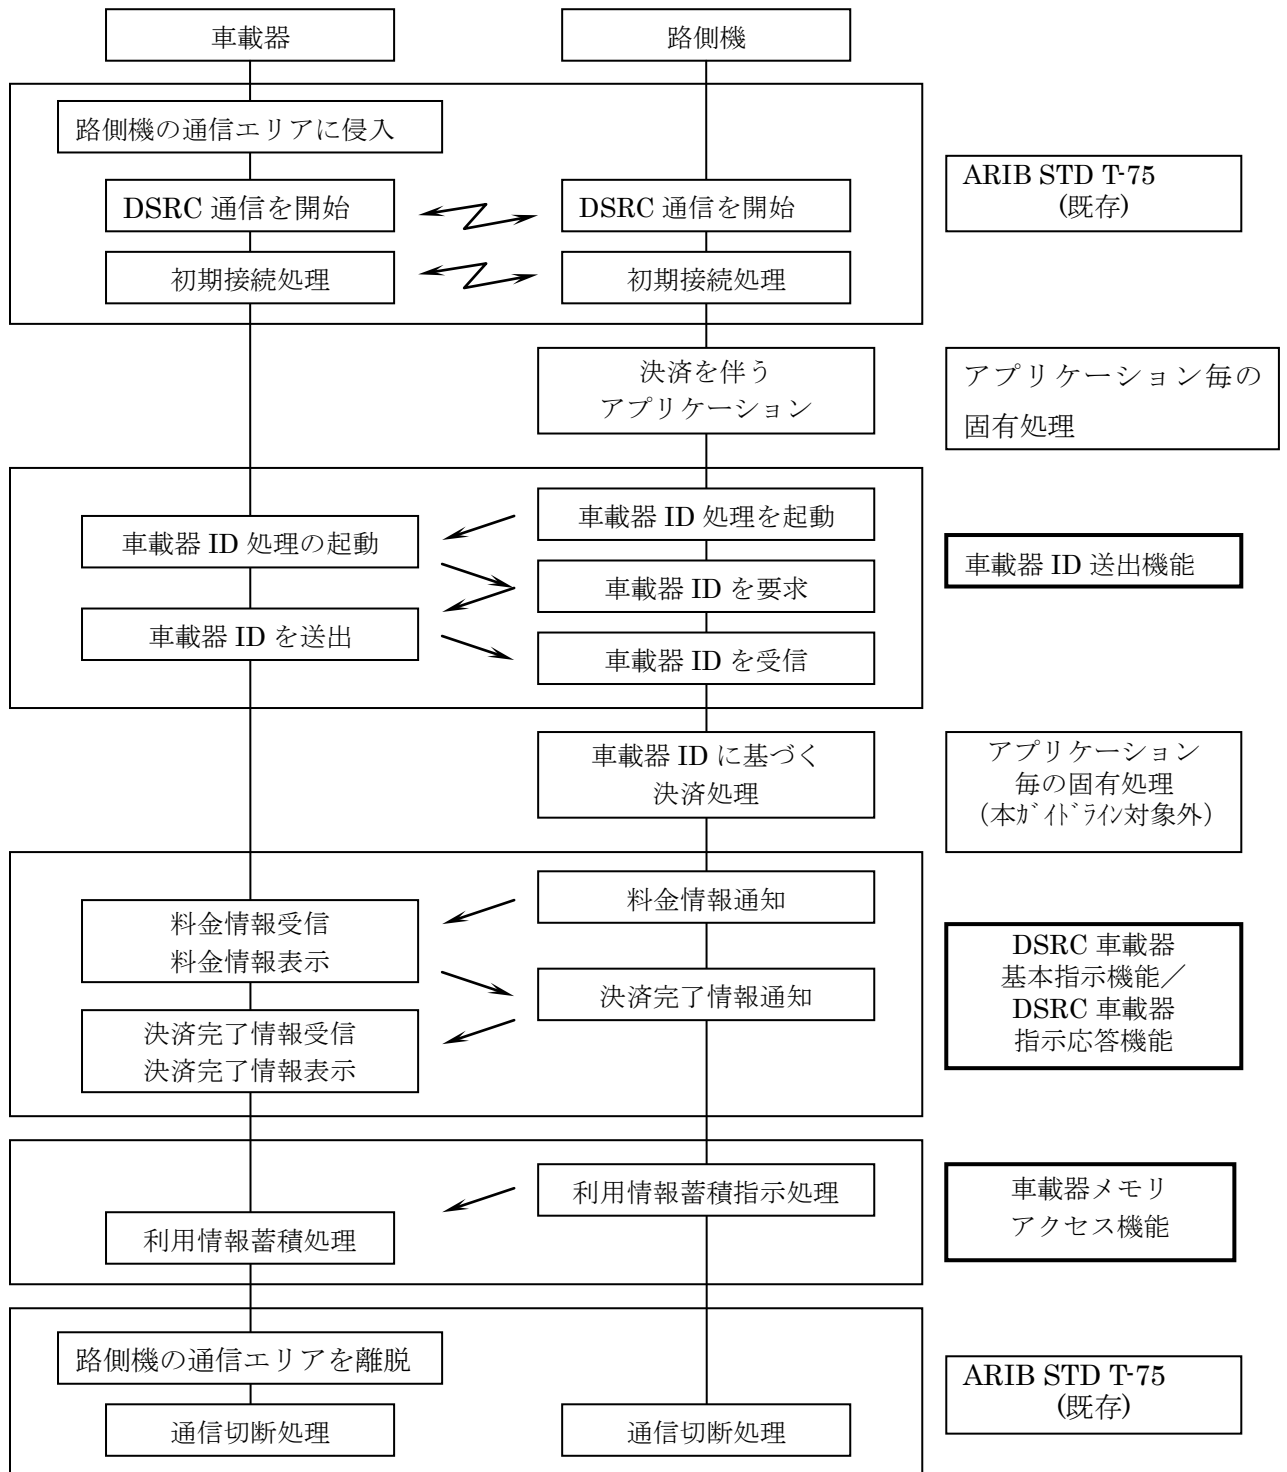 車載器
路側機
路側機の通信エリアに侵入
DSRC 通信を開始
DSRC 通信を開始
ARIB STD T-75
(既存)
初期接続処理
初期接続処理
決済を伴う
アプリケーション
アプリケーション毎の
固有処理
車載器 ID 処理を起動
車載器 ID 処理の起動
車載器 ID 送出機能
車載器 ID を要求
車載器 ID を送出
車載器 ID を受信
車載器 ID に基づく
決済処理
アプリケーション
毎の固有処理
（本ｶﾞｲﾄﾞﾗｲﾝ対象外）
料金情報通知
料金情報受信
料金情報表示
DSRC 車載器
基本指示機能／
DSRC 車載器
指示応答機能
決済完了情報通知
決済完了情報受信
決済完了情報表示
利用情報蓄積指示処理
車載器メモリ
アクセス機能
利用情報蓄積処理
路側機の通信エリアを離脱
ARIB STD T-75
(既存)
通信切断処理
通信切断処理